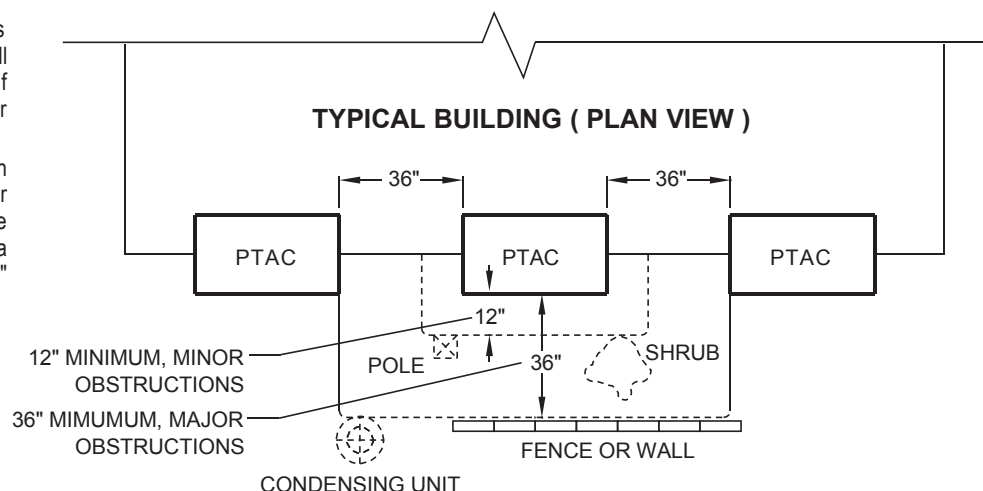 s
ll
f
r
TYPICAL BUILDING ( PLAN VIEW )
m
r
e
a
"
36"
36"
PTAC
PTAC
PTAC
12"
12" MINIMUM, MINOR
OBSTRUCTIONS
POLE
36"
SHRUB
36" MIMUMUM, MAJOR
OBSTRUCTIONS
FENCE OR WALL
CONDENSING UNIT